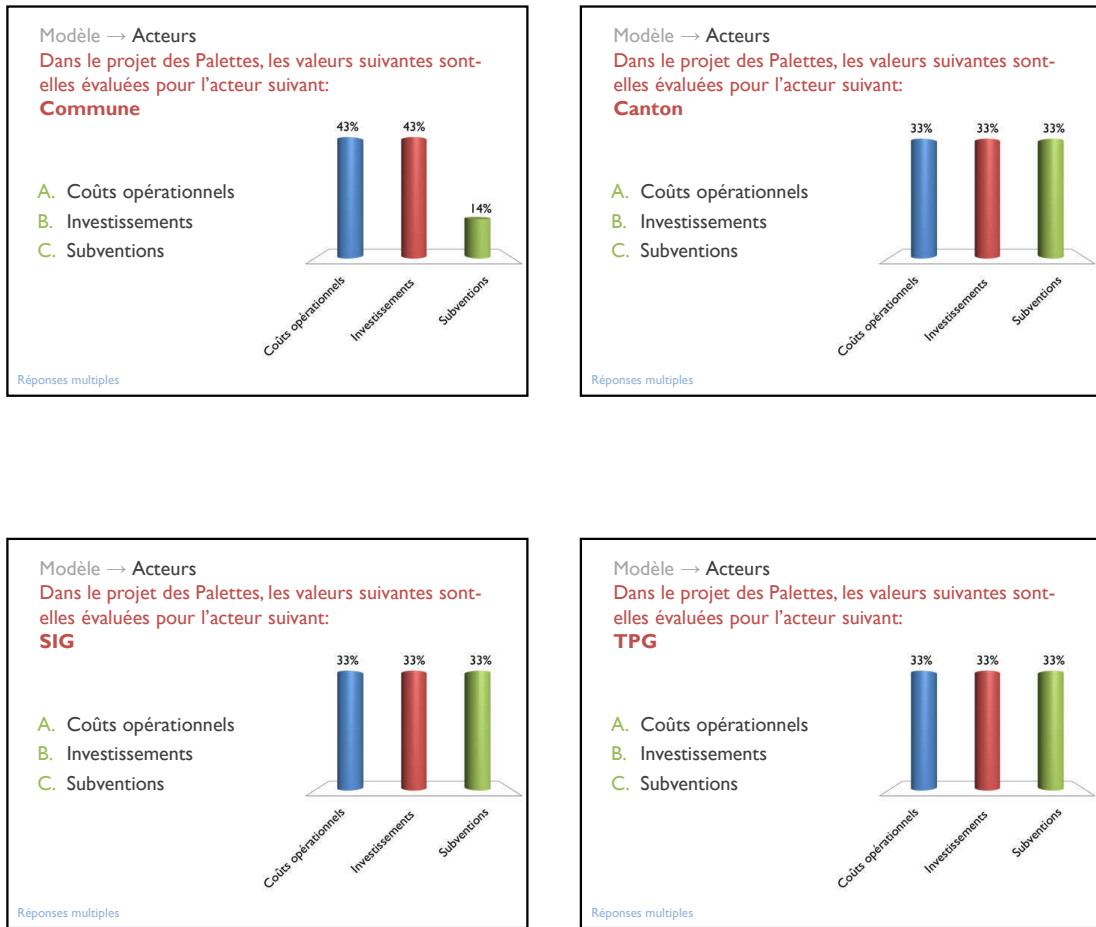 Modèle → Acteurs
Dans le projet des Palettes, les valeurs suivantes sont-
elles évaluées pour l'acteur suivant:
Commune
43%
43%
14%
A. Coûts opérationnels
B. Investissements
C. Subventions
Coûts opérationnels
Investissements
Subventions
Réponses multiples
Modèle → Acteurs
Dans le projet des Palettes, les valeurs suivantes sont-
elles évaluées pour l'acteur suivant:
Canton
33%
33%
33%
A. Coûts opérationnels
B. Investissements
C. Subventions
Coûts opérationnels
Investissements
Subventions
Réponses multiples
Modèle → Acteurs
Dans le projet des Palettes, les valeurs suivantes sont-
elles évaluées pour l'acteur suivant:
SIG
33%
33%
33%
A. Coûts opérationnels
B. Investissements
C. Subventions
Coûts opérationnels
Investissements
Subventions
Réponses multiples
Modèle → Acteurs
Dans le projet des Palettes, les valeurs suivantes sont-
elles évaluées pour l'acteur suivant:
TPG
33%
33%
33%
A. Coûts opérationnels
B. Investissements
C. Subventions
Coûts opérationnels
Investissements
Subventions
Réponses multiples